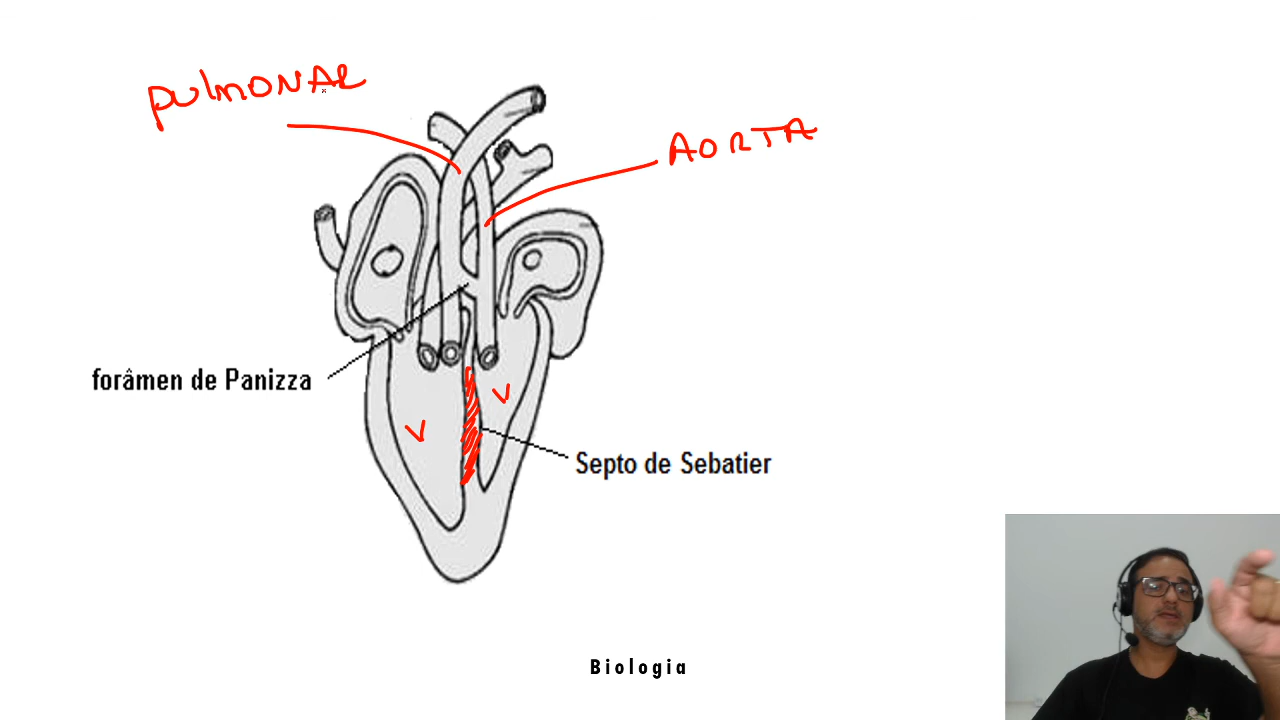 pulmonar
AORTA
forâmen de Panizza
V
V
Septo de Sebatier
Biologia